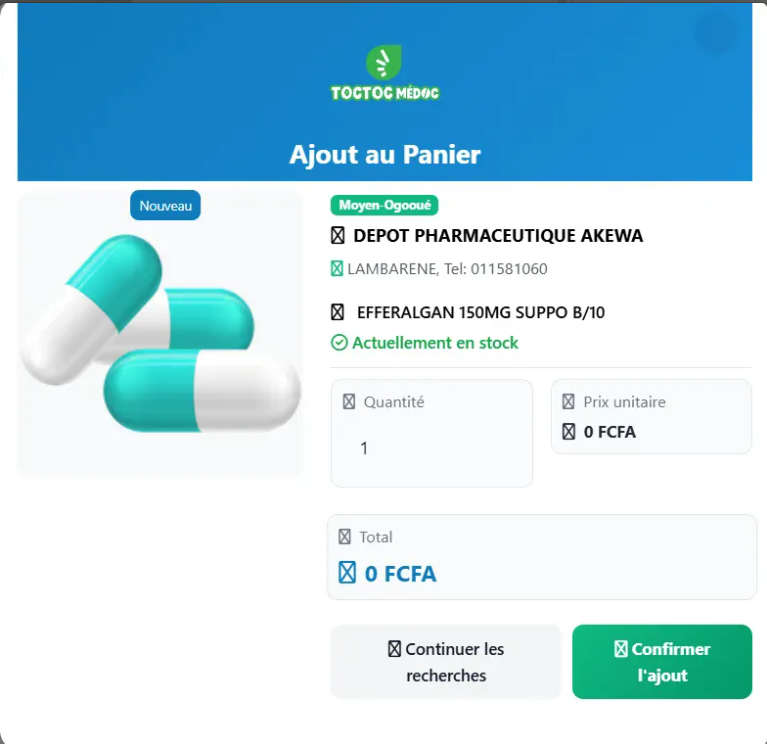 TOCTOC MÉDOC
Ajout au Panier
Nouveau
Moyen-Ogooué
DEPOT PHARMACEUTIQUE AKEWA
LAMBARENE, Tel: 011581060
EFFERALGAN 150MG SUPPO B/10
Actuellement en stock
Quantité
1
Prix unitaire
0 FCFA
Total
0 FCFA
Continuer les
recherches
Confirmer
l'ajout